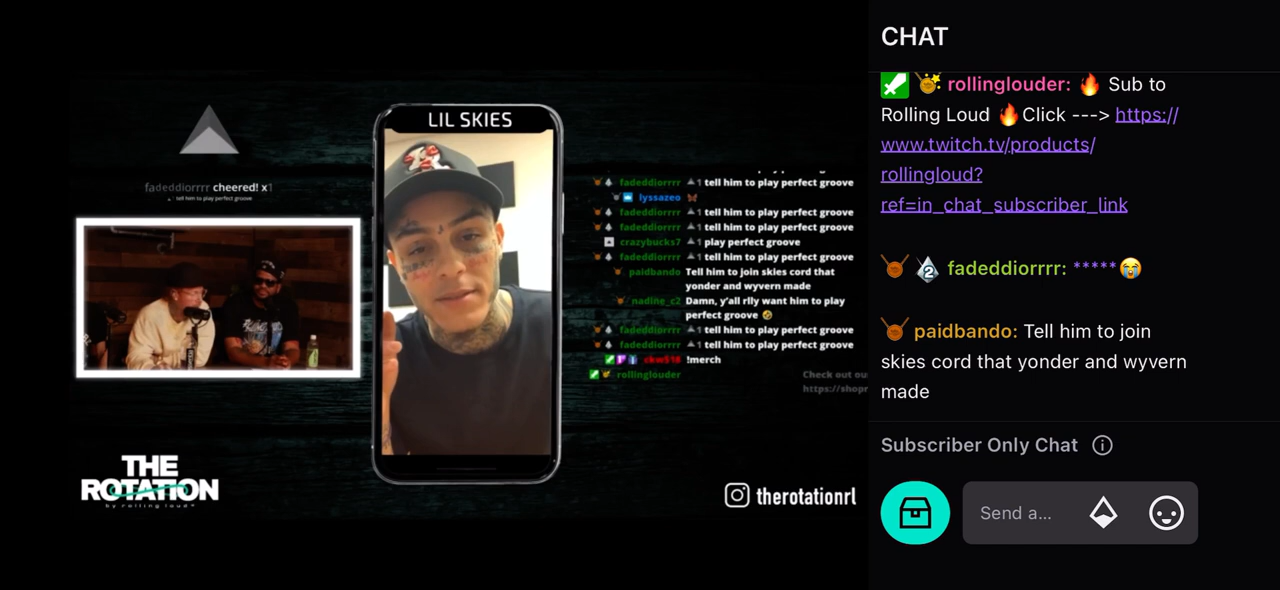 LIL SKIES
fadeddiorrrr cheered! x1
1 tell him to play perfect groove
fadeddiorrrr 1 tell him to play perfect groove
lyssazeo
fadeddiorrrr 1 tell him to play perfect groove
fadeddiorrrr 1 tell him to play perfect groove
crazybucks7 1 play perfect groove
fadeddiorrrr 1 tell him to play perfect groove
paidbando Tell him to join skies cord that
yonder and wyvern made
nadine_c2 Damn, y'all rlly want him to play
perfect groove 🤣
fadeddiorrrr 1 tell him to play perfect groove
fadeddiorrrr 1 tell him to play perfect groove
!merch
rollinglouder Check out ou
https://shopr
THE
ROTATION
by rolling loud
therotationrl
CHAT
rollinglouder: 🔥 Sub to
Rolling Loud 🔥Click ---> https://
www.twitch.tv/products/
rollingloud?
ref=in_chat_subscriber_link
2 fadeddiorrrr: *****😭
paidbando: Tell him to join
skies cord that yonder and wyvern
made
Subscriber Only Chat
Send a...